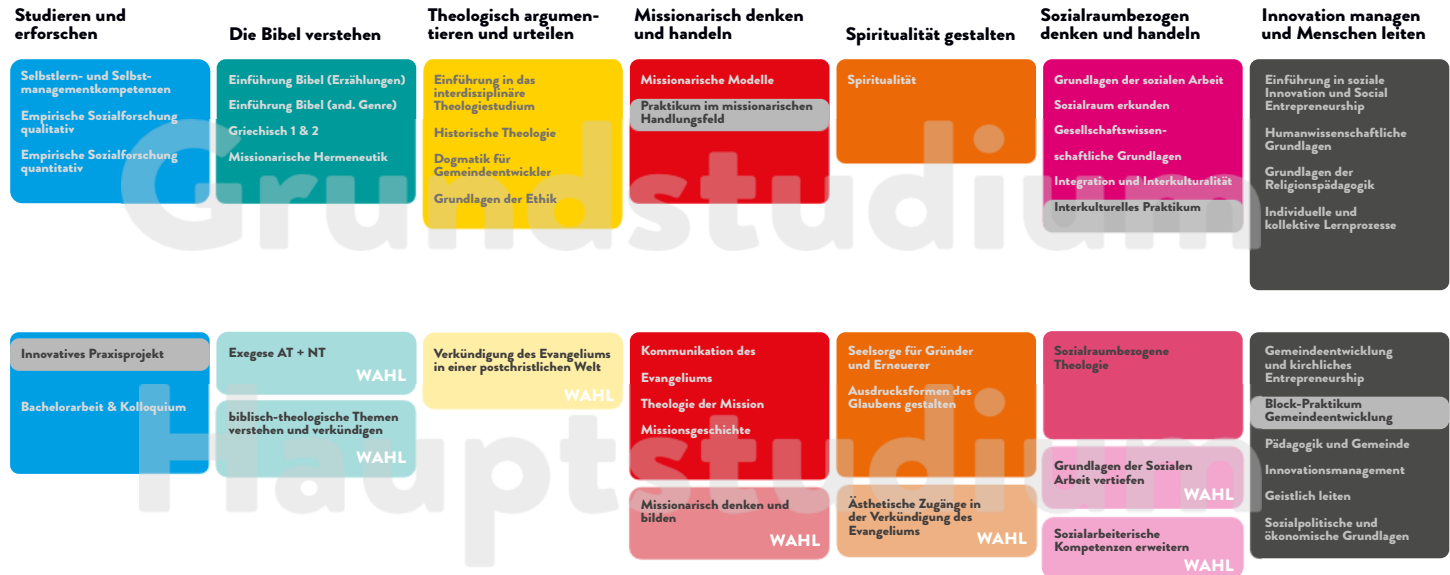 Studieren und
erforschen
Die Bibel verstehen
Theologisch argumen-
tieren und urteilen
Missionarisch denken
und handeln
Spiritualität gestalten
Sozialraumbezogen
denken und handeln
Innovation managen
und Menschen leiten
Grundstudium
Selbstlern- und Selbst-
managementkompetenzen
Empirische Sozialforschung
qualitativ
Empirische Sozialforschung
quantitativ
Einführung Bibel (Erzählungen)
Einführung Bibel (and. Genre)
Griechisch 1 & 2
Missionarische Hermeneutik
Einführung in das
interdisziplinäre
Theologiestudium
Historische Theologie
Dogmatik für
Gemeindeentwickler
Grundlagen der Ethik
Missionarische Modelle
Praktikum im missionarischen
Handlungsfeld
Spiritualität
Grundlagen der sozialen Arbeit
Sozialraum erkunden
Gesellschaftswissen-
schaftliche Grundlagen
Integration und Interkulturalität
Interkulturelles Praktikum
Einführung in soziale
Innovation und Social
Entrepreneurship
Humanwissenschaftliche
Grundlagen
Grundlagen der
Religionspädagogik
Individuelle und
kollektive Lernprozesse
Hauptstudium
Innovatives Praxisprojekt
Bachelorarbeit & Kolloquium
Exegese AT + NT
WAHL
biblisch-theologische Themen
verstehen und verkündigen
WAHL
Verkündigung des Evangeliums
in einer postchristlichen Welt
WAHL
Kommunikation des
Evangeliums
Theologie der Mission
Missionsgeschichte
Missionarisch denken und
bilden
WAHL
Seelsorge für Gründer
und Erneuerer
Ausdrucksformen des
Glaubens gestalten
Ästhetische Zugänge in
der Verkündigung des
Evangeliums
WAHL
Sozialraumbezogene
Theologie
Grundlagen der Sozialen
Arbeit vertiefen
WAHL
Sozialarbeiterische
Kompetenzen erweitern
WAHL
Gemeindeentwicklung
und kirchliches
Entrepreneurship
Block-Praktikum
Gemeindeentwicklung
Pädagogik und Gemeinde
Innovationsmanagement
Geistlich leiten
Sozialpolitische und
ökonomische Grundlagen